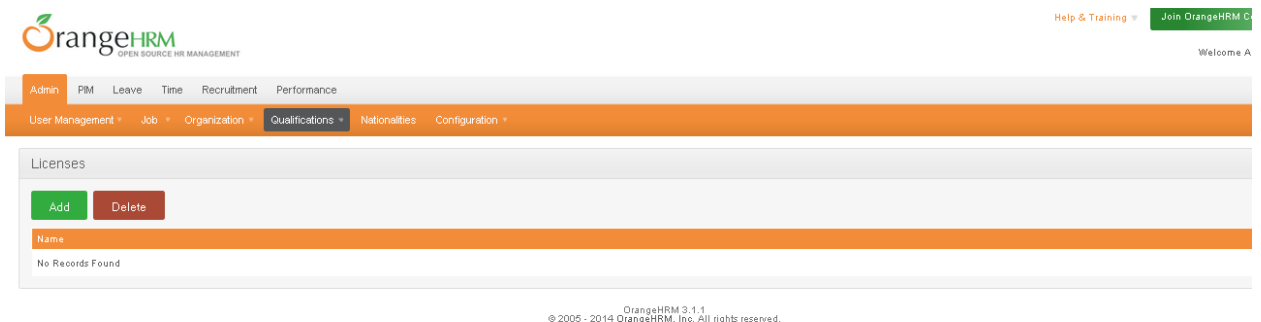 Help & Training
Join OrangeHRM
OrangeHRM
OPEN SOURCE HR MANAGEMENT
Welcome
Admin PIM Leave Time Recruitment Performance
User Management Job Organization Qualifications Nationalities Configuration
Licenses
Add Delete
Name
No Records Found
OrangeHRM 3.1.1
© 2005 - 2014 OrangeHRM, Inc. All rights reserved.